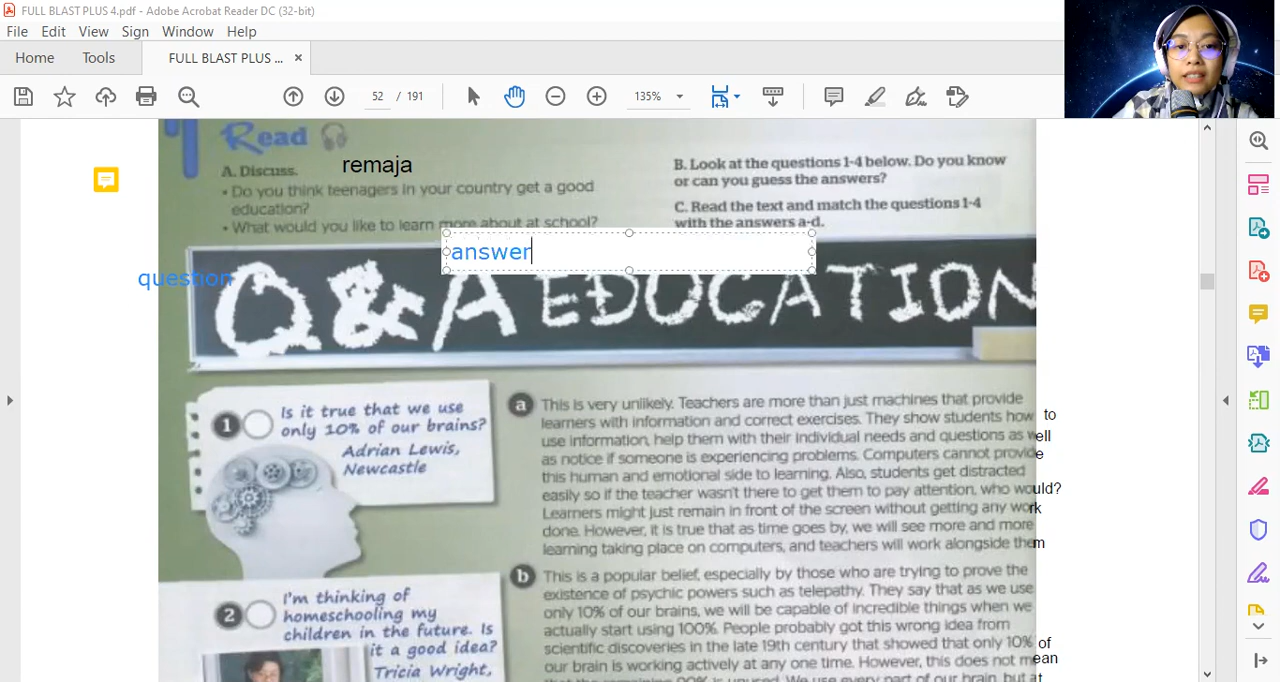 FULL BLAST PLUS 4.pdf - Adobe Acrobat Reader DC (32-bit)
File Edit View Sign Window Help
Home Tools FULL BLAST PLUS ... ×
52 / 191 135%
Read
A. Discuss. remaja
• Do you think teenagers in your country get a good
education?
• What would you like to learn more about at school?
B. Look at the questions 1-4 below. Do you know
or can you guess the answers?
C. Read the text and match the questions 1-4
with the answers a-d.
answer
question
Q & A EDUCATION
1 Is it true that we use
only 10% of our brains?
Adrian Lewis,
Newcastle
a This is very unlikely. Teachers are more than just machines that provide
learners with information and correct exercises. They show students how to
use information, help them with their individual needs and questions as well
as notice if someone is experiencing problems. Computers cannot provide
this human and emotional side to learning. Also, students get distracted
easily so if the teacher wasn't there to get them to pay attention, who would?
Learners might just remain in front of the screen without getting any work
done. However, it is true that as time goes by, we will see more and more
learning taking place on computers, and teachers will work alongside them
2 I'm thinking of
homeschooling my
children in the future. Is
it a good idea?
Tricia Wright,
b This is a popular belief, especially by those who are trying to prove the
existence of psychic powers such as telepathy. They say that as we use
only 10% of our brains, we will be capable of incredible things when we
actually start using 100%. People probably got this wrong idea from
scientific discoveries in the late 19th century that showed that only 10% of
our brain is working actively at any one time. However, this does not mean
that the remaining 90% is unused. We use every part of our brain, but at